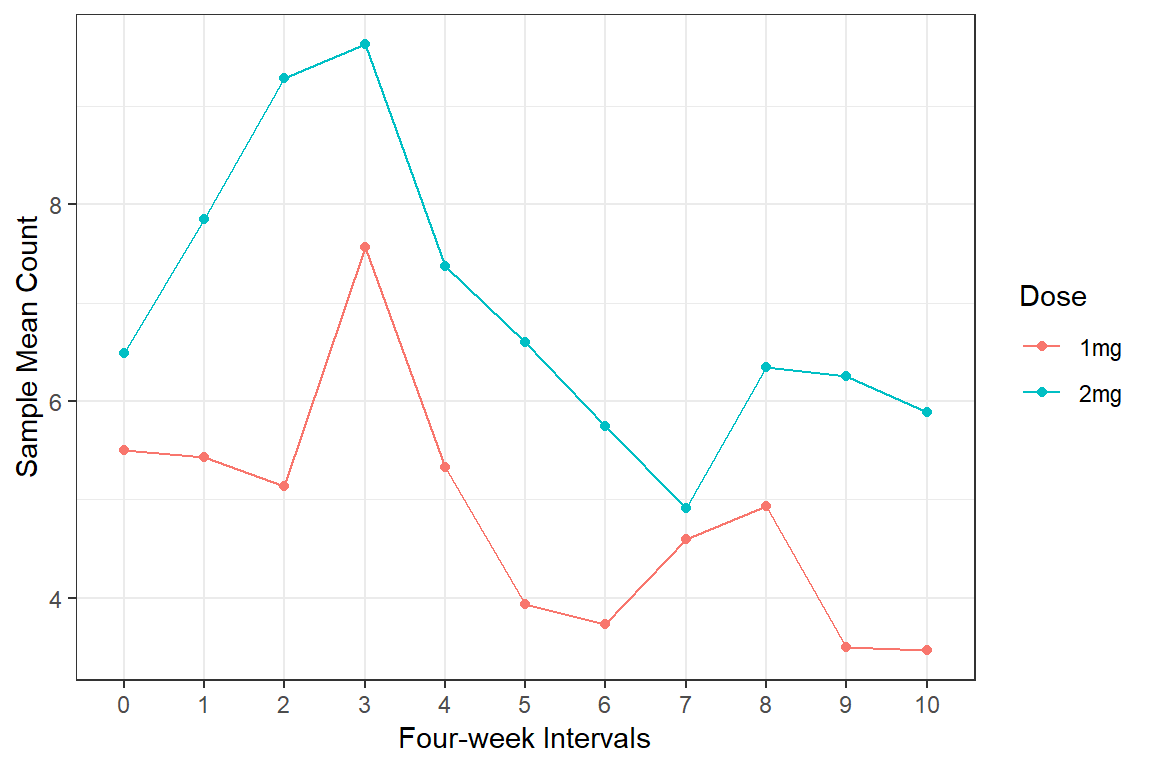 8
6
4
0 1 2 3 4 5 6 7 8 9 10
Four-week Intervals
Sample Mean Count
Dose
1mg
2mg